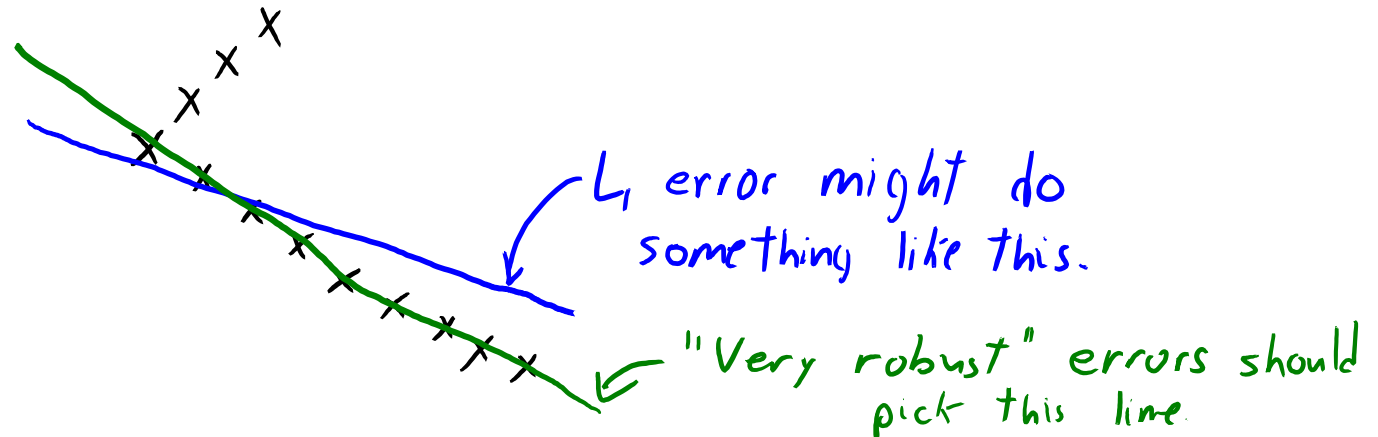 L₁ error might do
something like this.
"Very robust" errors should
pick this line.